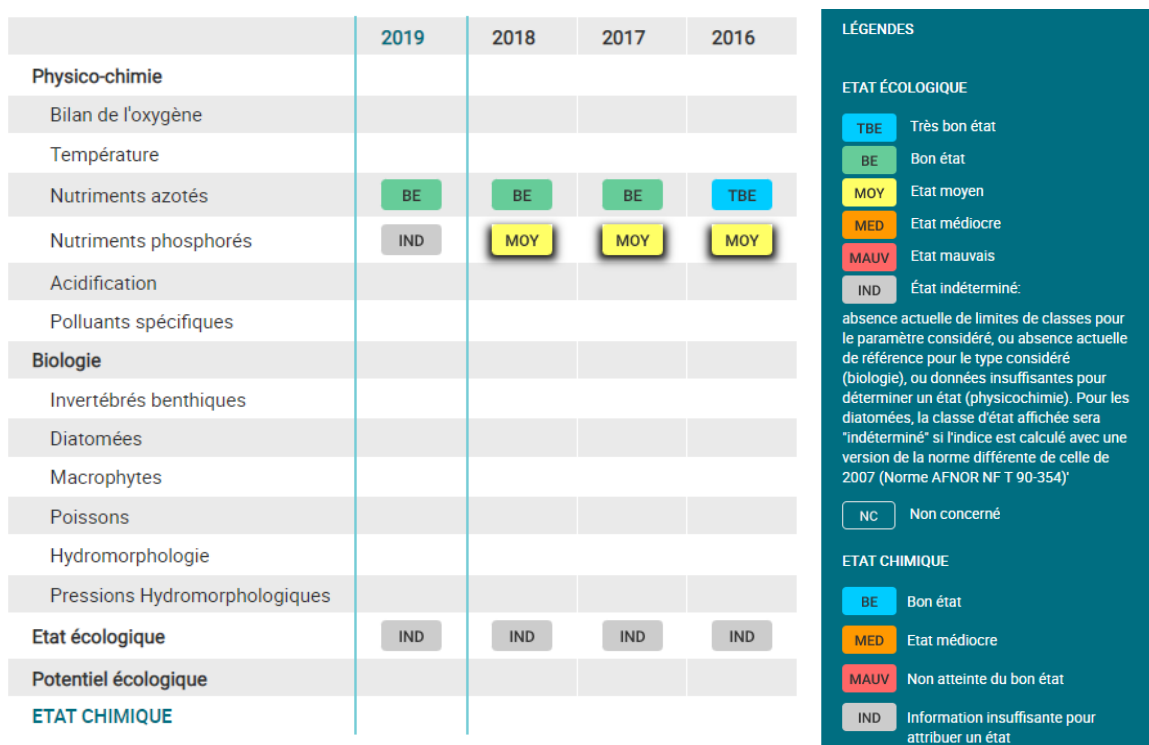 2019 2018 2017 2016
Physico-chimie
Bilan de l'oxygène
Température
Nutriments azotés BE BE BE TBE
Nutriments phosphorés IND MOY MOY MOY
Acidification
Polluants spécifiques
Biologie
Invertébrés benthiques
Diatomées
Macrophytes
Poissons
Hydromorphologie
Pressions Hydromorphologiques
Etat écologique IND IND IND IND
Potentiel écologique
ETAT CHIMIQUE
LÉGENDES
ETAT ÉCOLOGIQUE
TBE Très bon état
BE Bon état
MOY Etat moyen
MED Etat médiocre
MAUV Etat mauvais
IND État indéterminé:
absence actuelle de limites de classes pour
le paramètre considéré, ou absence actuelle
de référence pour le type considéré
(biologie), ou données insuffisantes pour
déterminer un état (physicochimie). Pour les
diatomées, la classe d'état affichée sera
"indéterminé" si l'indice est calculé avec une
version de la norme différente de celle de
2007 (Norme AFNOR NF T 90-354)'
NC Non concerné
ETAT CHIMIQUE
BE Bon état
MED Etat médiocre
MAUV Non atteinte du bon état
IND Information insuffisante pour
attribuer un état